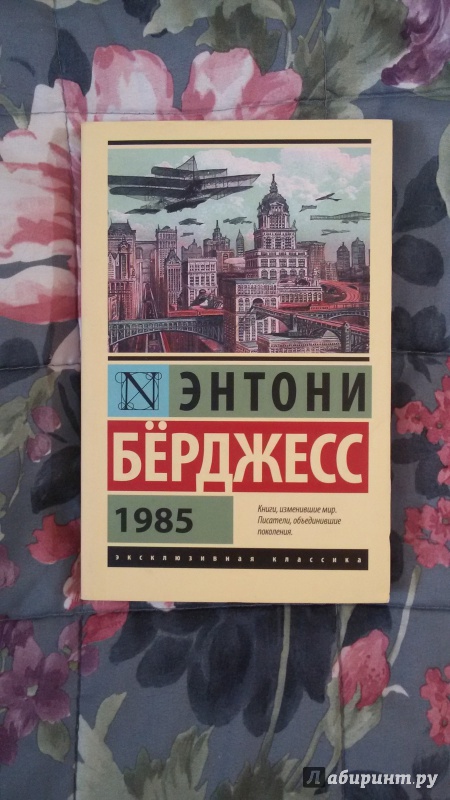 N
ЭНТОНИ
БЁРДЖЕСС
1985
Книги, изменившие мир.
Писатели, объединившие
поколения.
эксклюзивная классика
Лабиринт.ру